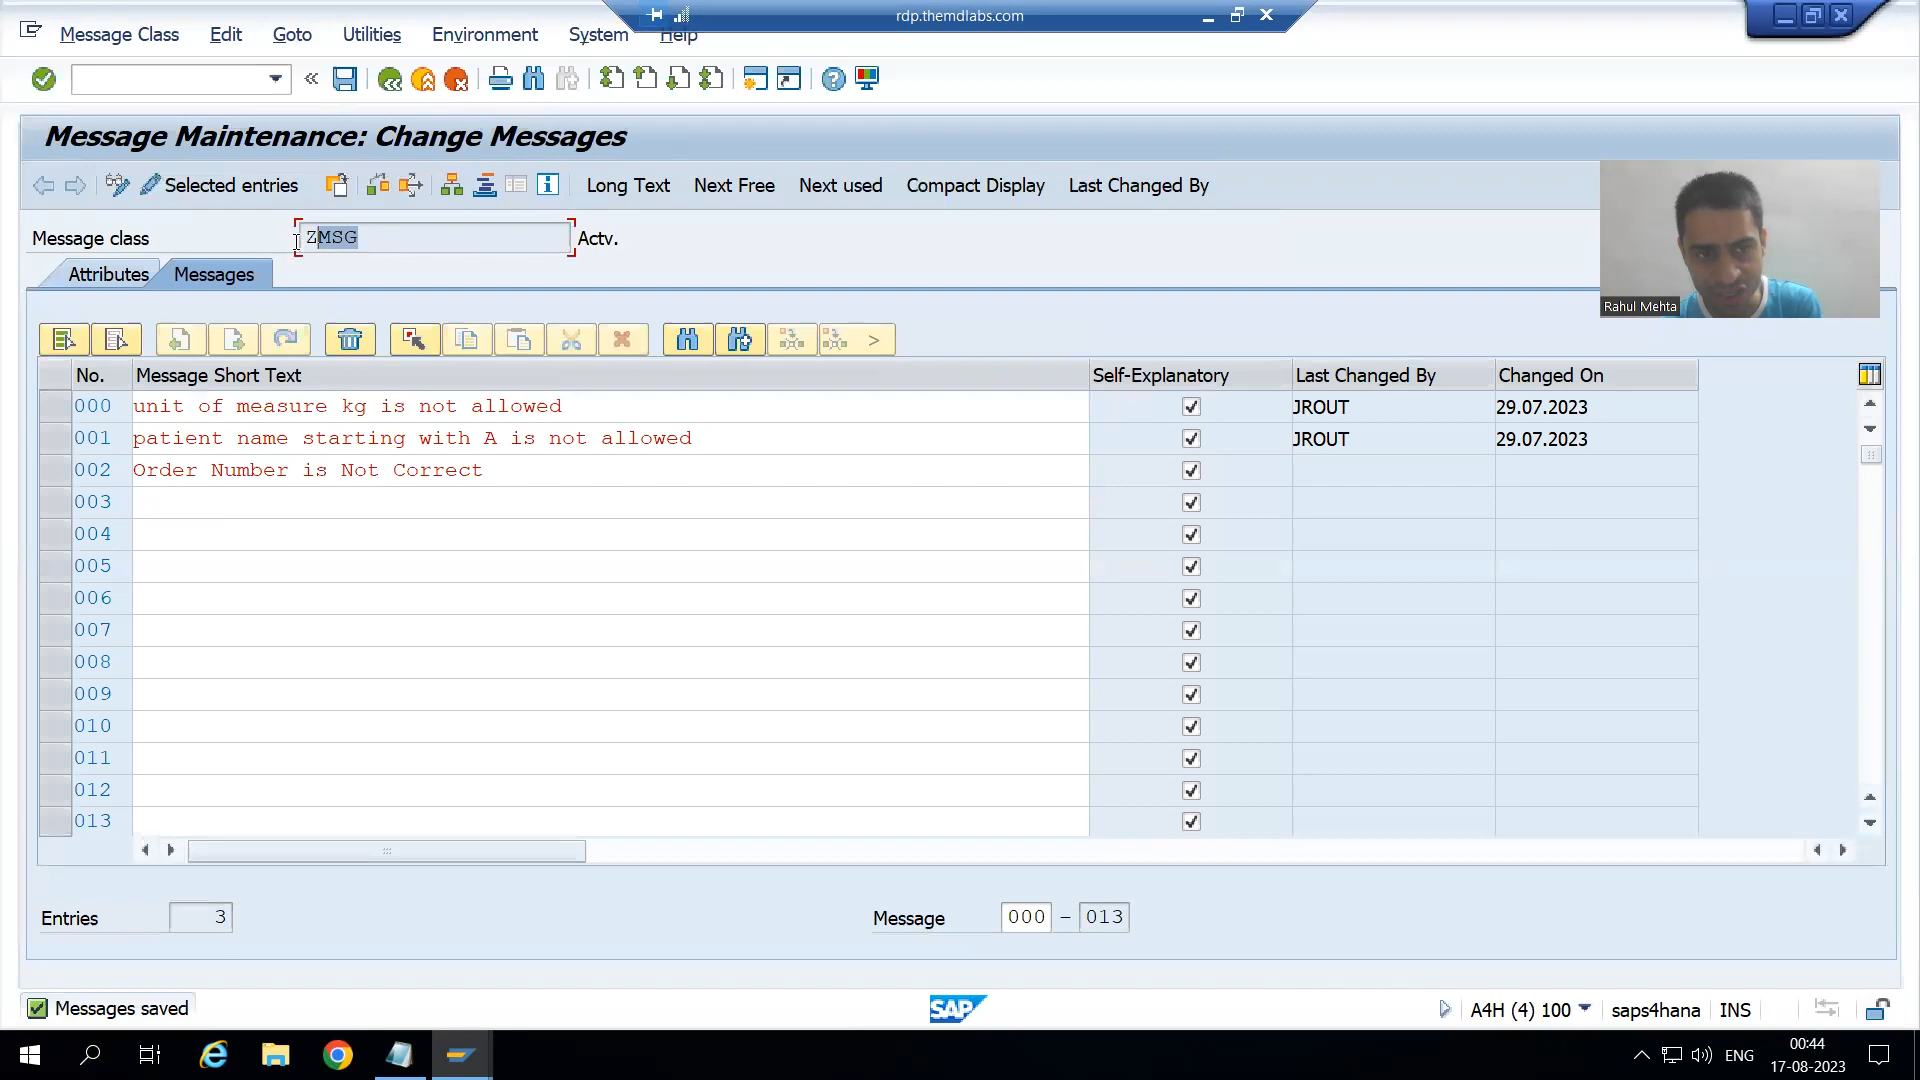 rdp.themdlabs.com
Message Class Edit Goto Utilities Environment System Help
Message Maintenance: Change Messages
Selected entries Long Text Next Free Next used Compact Display Last Changed By
Message class ZMSG Actv.
Rahul Mehta
Attributes Messages
No. Message Short Text Self-Explanatory Last Changed By Changed On
000 unit of measure kg is not allowed JROUT 29.07.2023
001 patient name starting with A is not allowed JROUT 29.07.2023
002 Order Number is Not Correct
003
004
005
006
007
008
009
010
011
012
013
Entries 3 Message 000 - 013
Messages saved SAP A4H (4) 100 saps4hana INS
ENG 00:44
17-08-2023